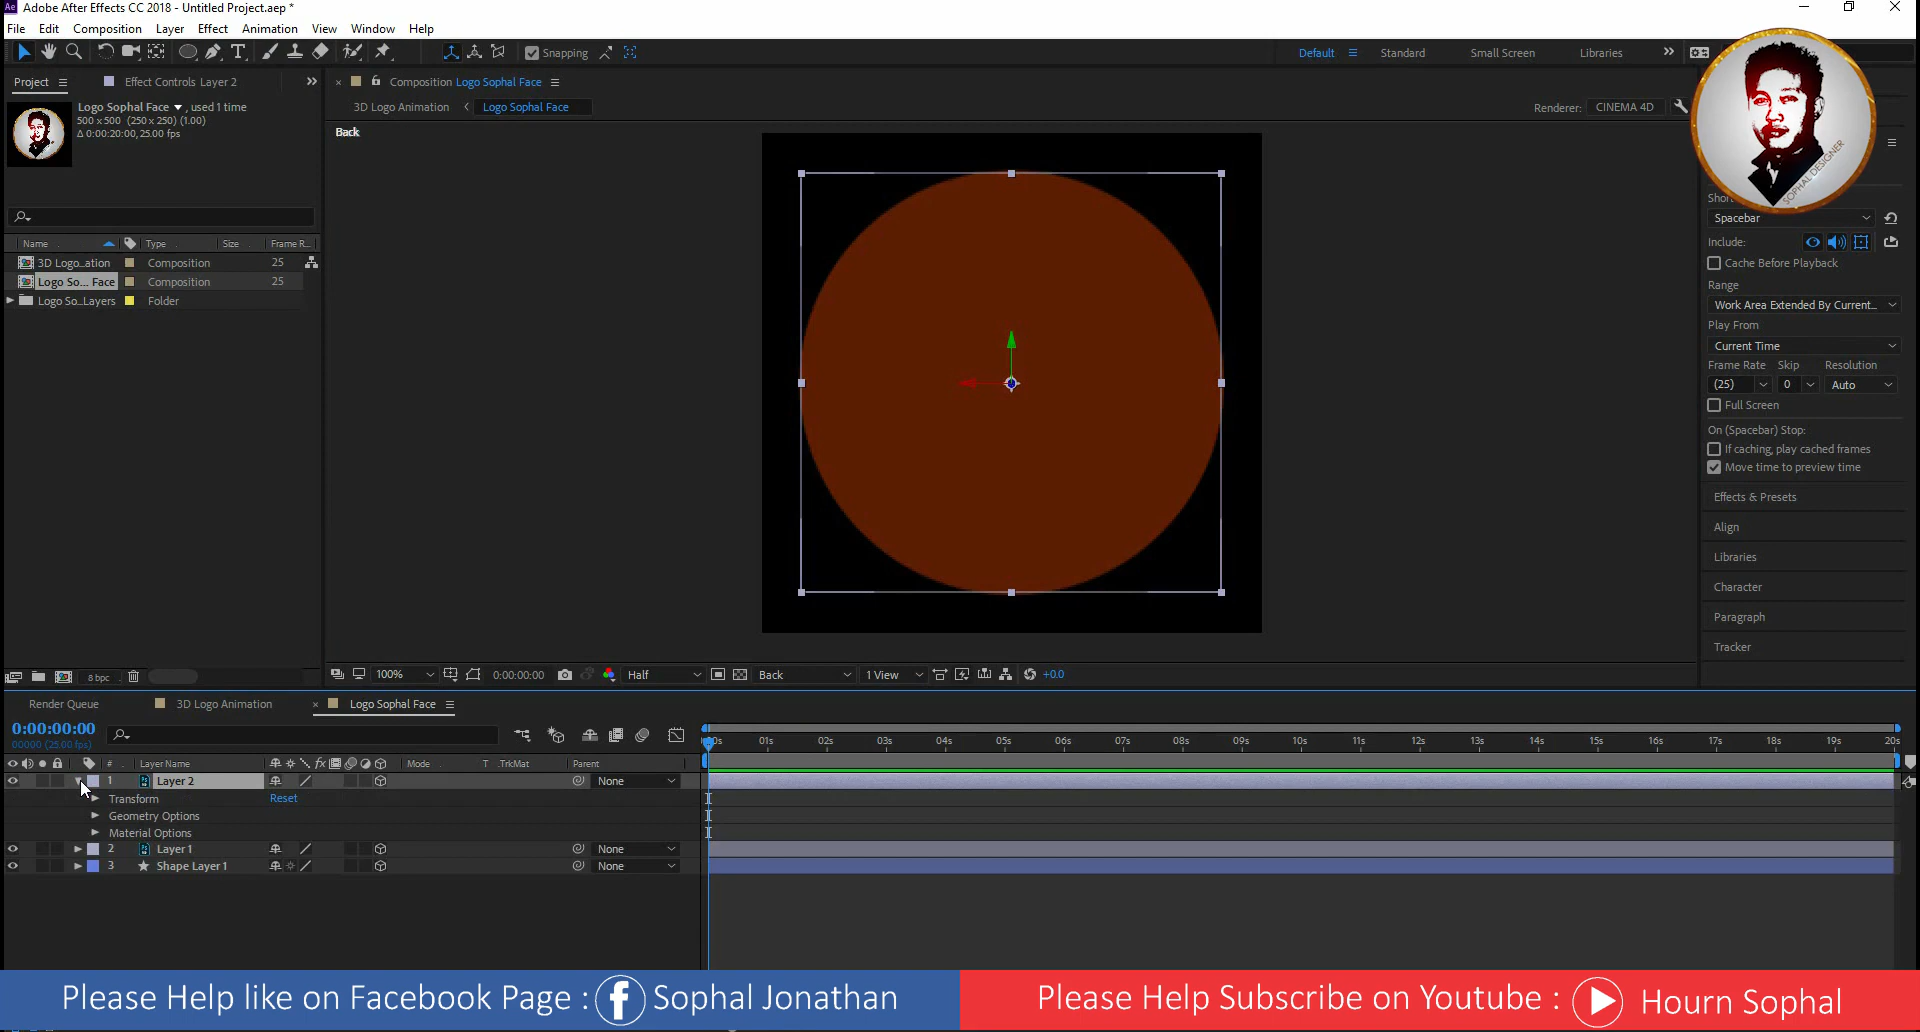 Adobe After Effects CC 2018 - Untitled Project.aep *
File Edit Composition Layer Effect Animation View Window Help
Snapping
Default Standard Small Screen Libraries
Project Effect Controls Layer 2
Composition Logo Sophal Face
Logo Sophal Face , used 1 time
500 x 500 (250 x 250) (1.00)
Δ 0:00:20:00, 25.00 fps
3D Logo Animation Logo Sophal Face
Renderer: CINEMA 4D
Back
SOPHAL DESIGNER
Name Type Size Frame R...
3D Logo...ation Composition 25
Logo So... Face Composition 25
Logo So...Layers Folder
Spacebar
Include:
Cache Before Playback
Range
Work Area Extended By Current...
Play From
Current Time
Frame Rate Skip Resolution
(25) 0 Auto
Full Screen
On (Spacebar) Stop:
If caching, play cached frames
Move time to preview time
Effects & Presets
Align
Libraries
Character
Paragraph
Tracker
8 bpc
100% 0:00:00:00 Half Back 1 View +0.0
Render Queue 3D Logo Animation Logo Sophal Face
0:00:00:00
00000 (25.00 fps)
01s 02s 03s 04s 05s 06s 07s 08s 09s 10s 11s 12s 13s 14s 15s 16s 17s 18s 19s 20s
# Layer Name fx Mode T .TrkMat Parent
1 Layer 2 None
Transform Reset
Geometry Options
Material Options
2 Layer 1 None
3 Shape Layer 1 None
Please Help like on Facebook Page : f Sophal Jonathan
Please Help Subscribe on Youtube : Hourn Sophal